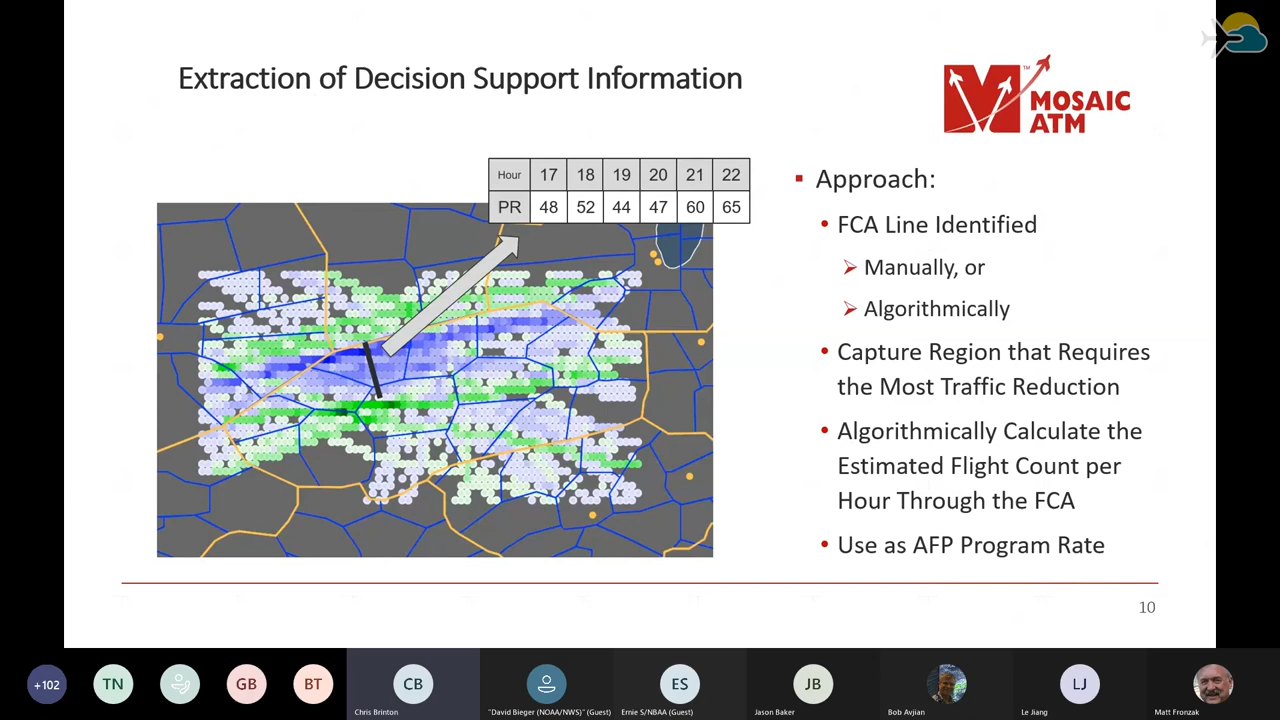 Extraction of Decision Support Information
MOSAIC
ATM
TM
Hour 17 18 19 20 21 22
PR 48 52 44 47 60 65
Approach:
FCA Line Identified
Manually, or
Algorithmically
Capture Region that Requires
the Most Traffic Reduction
Algorithmically Calculate the
Estimated Flight Count per
Hour Through the FCA
Use as AFP Program Rate
10
+102 TN GB BT CB ES JB LJ
Chris Brinton "David Bieger (NOAA/NWS)" (Guest) Ernie S/NBAA (Guest) Jason Baker Bob Avjian Le Jiang Matt Fronzak